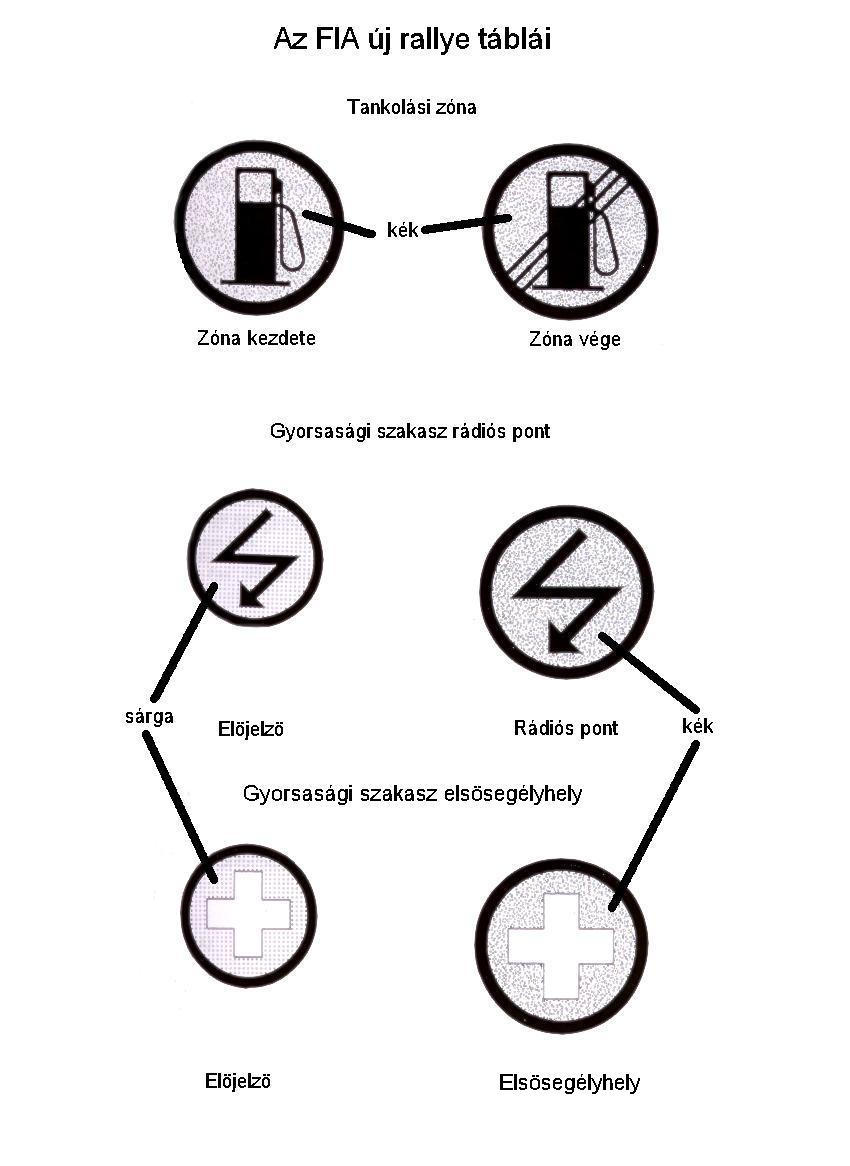 Az FIA új rallye táblái
Tankolási zóna
kék
Zóna kezdete
Zóna vége
Gyorsasági szakasz rádiós pont
sárga
Elöjelzö
Rádiós pont
kék
Gyorsasági szakasz elsösegélyhely
Elöjelzö
Elsösegélyhely